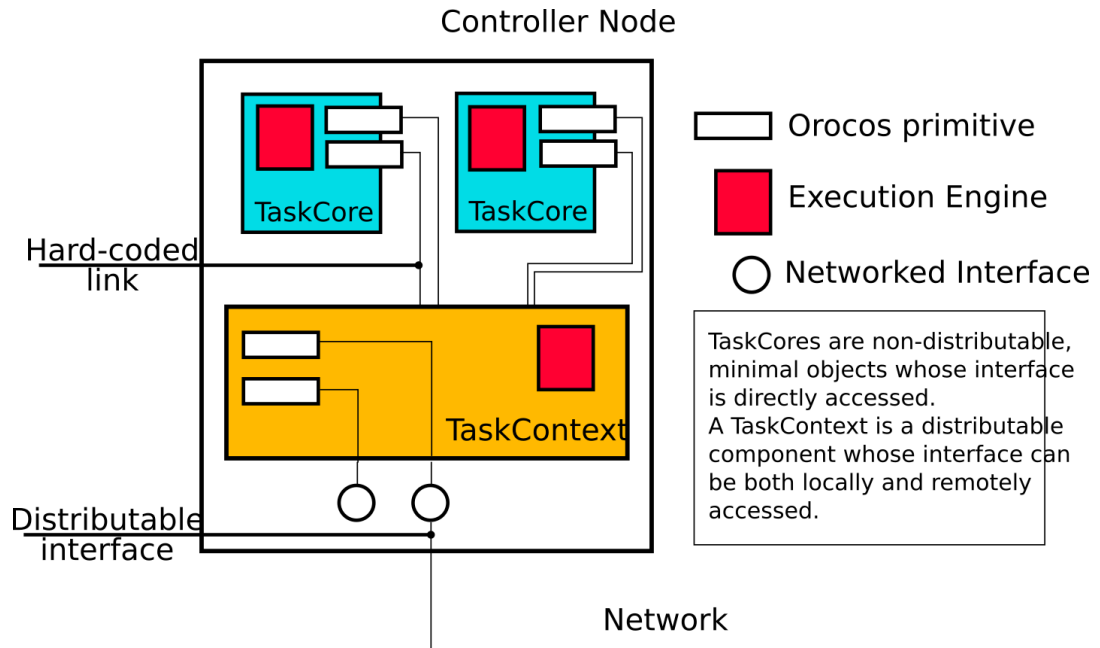 Controller Node
TaskCore
TaskCore
Hard-coded
link
TaskContext
Distributable
interface
Network
Orocos primitive
Execution Engine
Networked Interface
TaskCores are non-distributable,
minimal objects whose interface
is directly accessed.
A TaskContext is a distributable
component whose interface can
be both locally and remotely
accessed.